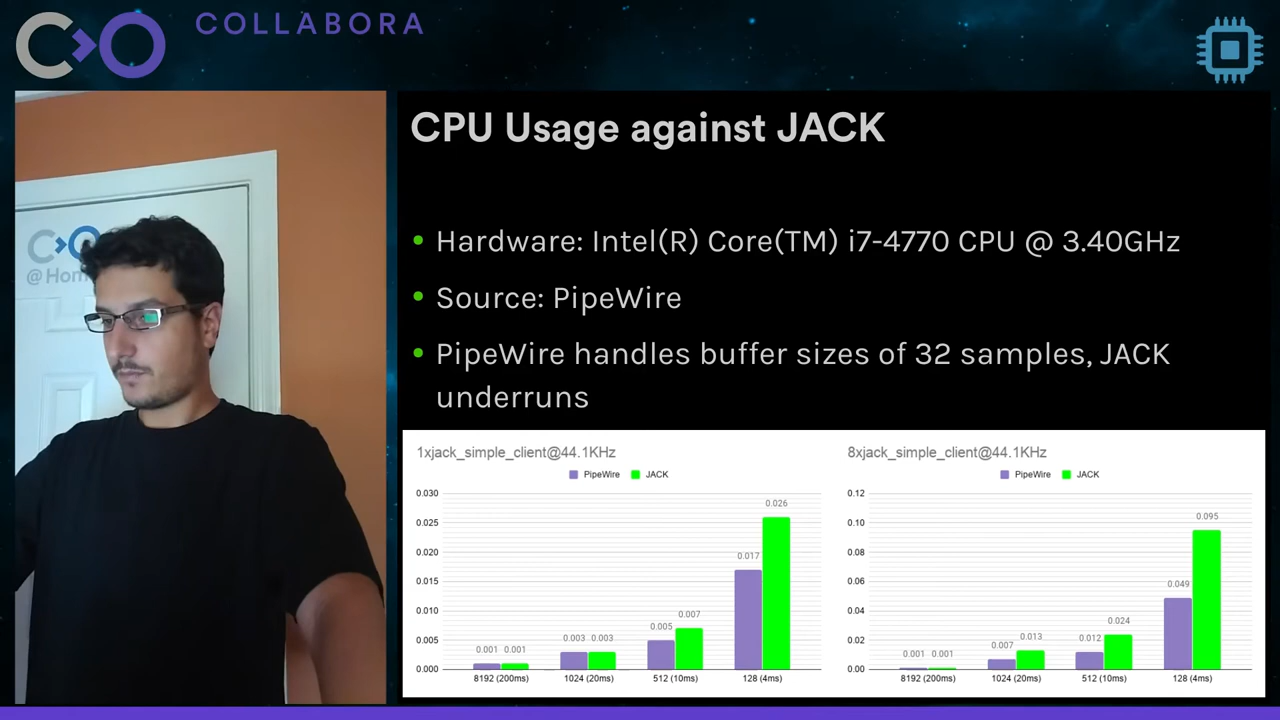 COLLABORA
@Hom
CPU Usage against JACK
Hardware: Intel(R) Core(TM) i7-4770 CPU @ 3.40GHz
Source: PipeWire
PipeWire handles buffer sizes of 32 samples, JACK
underruns
1xjack_simple_client@44.1KHz
PipeWire JACK
0.030
0.025
0.020
0.015
0.010
0.005
0.000
0.001 0.001
0.003 0.003
0.005 0.007
0.017 0.026
8192 (200ms) 1024 (20ms) 512 (10ms) 128 (4ms)
8xjack_simple_client@44.1KHz
PipeWire JACK
0.12
0.10
0.08
0.06
0.04
0.02
0.00
0.001 0.001
0.007 0.013
0.012 0.024
0.049 0.095
8192 (200ms) 1024 (20ms) 512 (10ms) 128 (4ms)